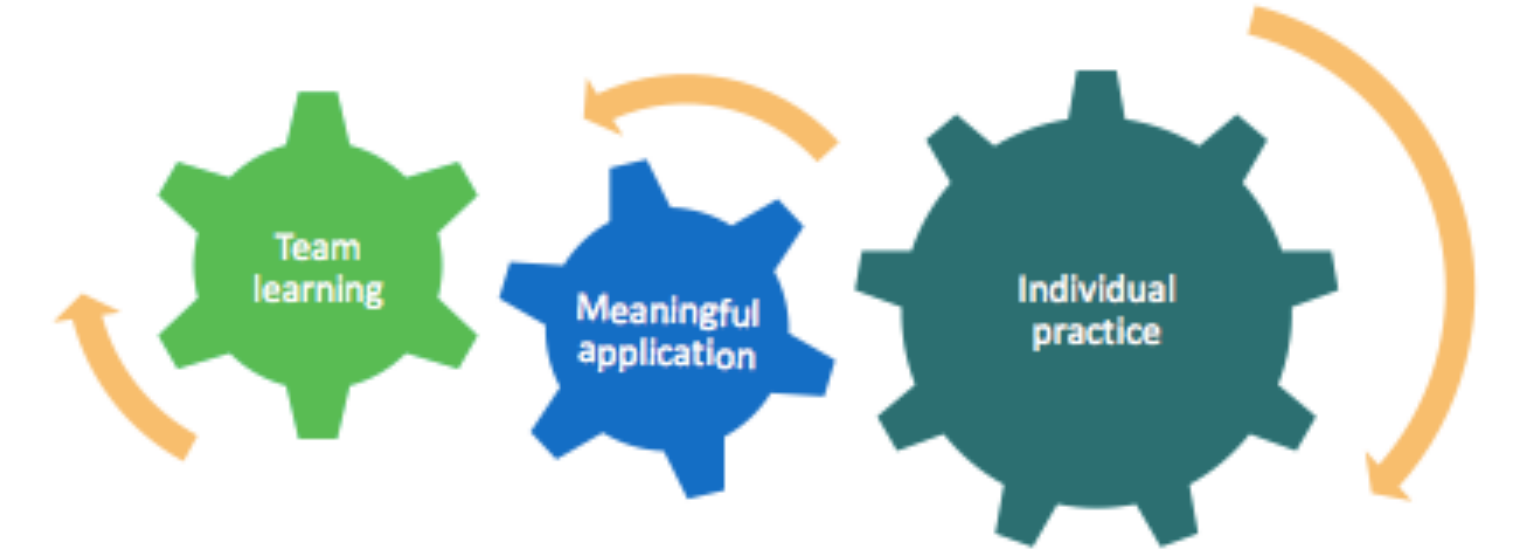 Team
learning
Meaningful
application
Individual
practice